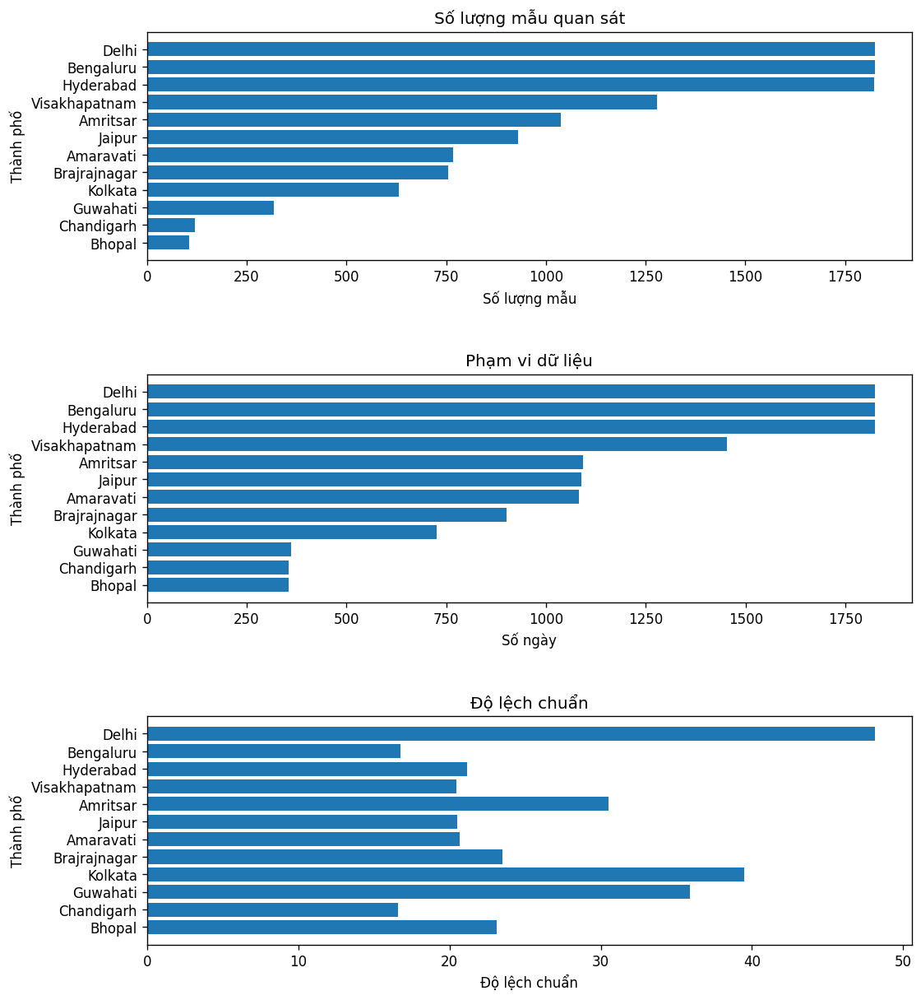 Số lượng mẫu quan sát
Thành phố
Delhi
Bengaluru
Hyderabad
Visakhapatnam
Amritsar
Jaipur
Amaravati
Brajrajnagar
Kolkata
Guwahati
Chandigarh
Bhopal
0 250 500 750 1000 1250 1500 1750
Số lượng mẫu
Phạm vi dữ liệu
Thành phố
Delhi
Bengaluru
Hyderabad
Visakhapatnam
Amritsar
Jaipur
Amaravati
Brajrajnagar
Kolkata
Guwahati
Chandigarh
Bhopal
0 250 500 750 1000 1250 1500 1750
Số ngày
Độ lệch chuẩn
Thành phố
Delhi
Bengaluru
Hyderabad
Visakhapatnam
Amritsar
Jaipur
Amaravati
Brajrajnagar
Kolkata
Guwahati
Chandigarh
Bhopal
0 10 20 30 40 50
Độ lệch chuẩn